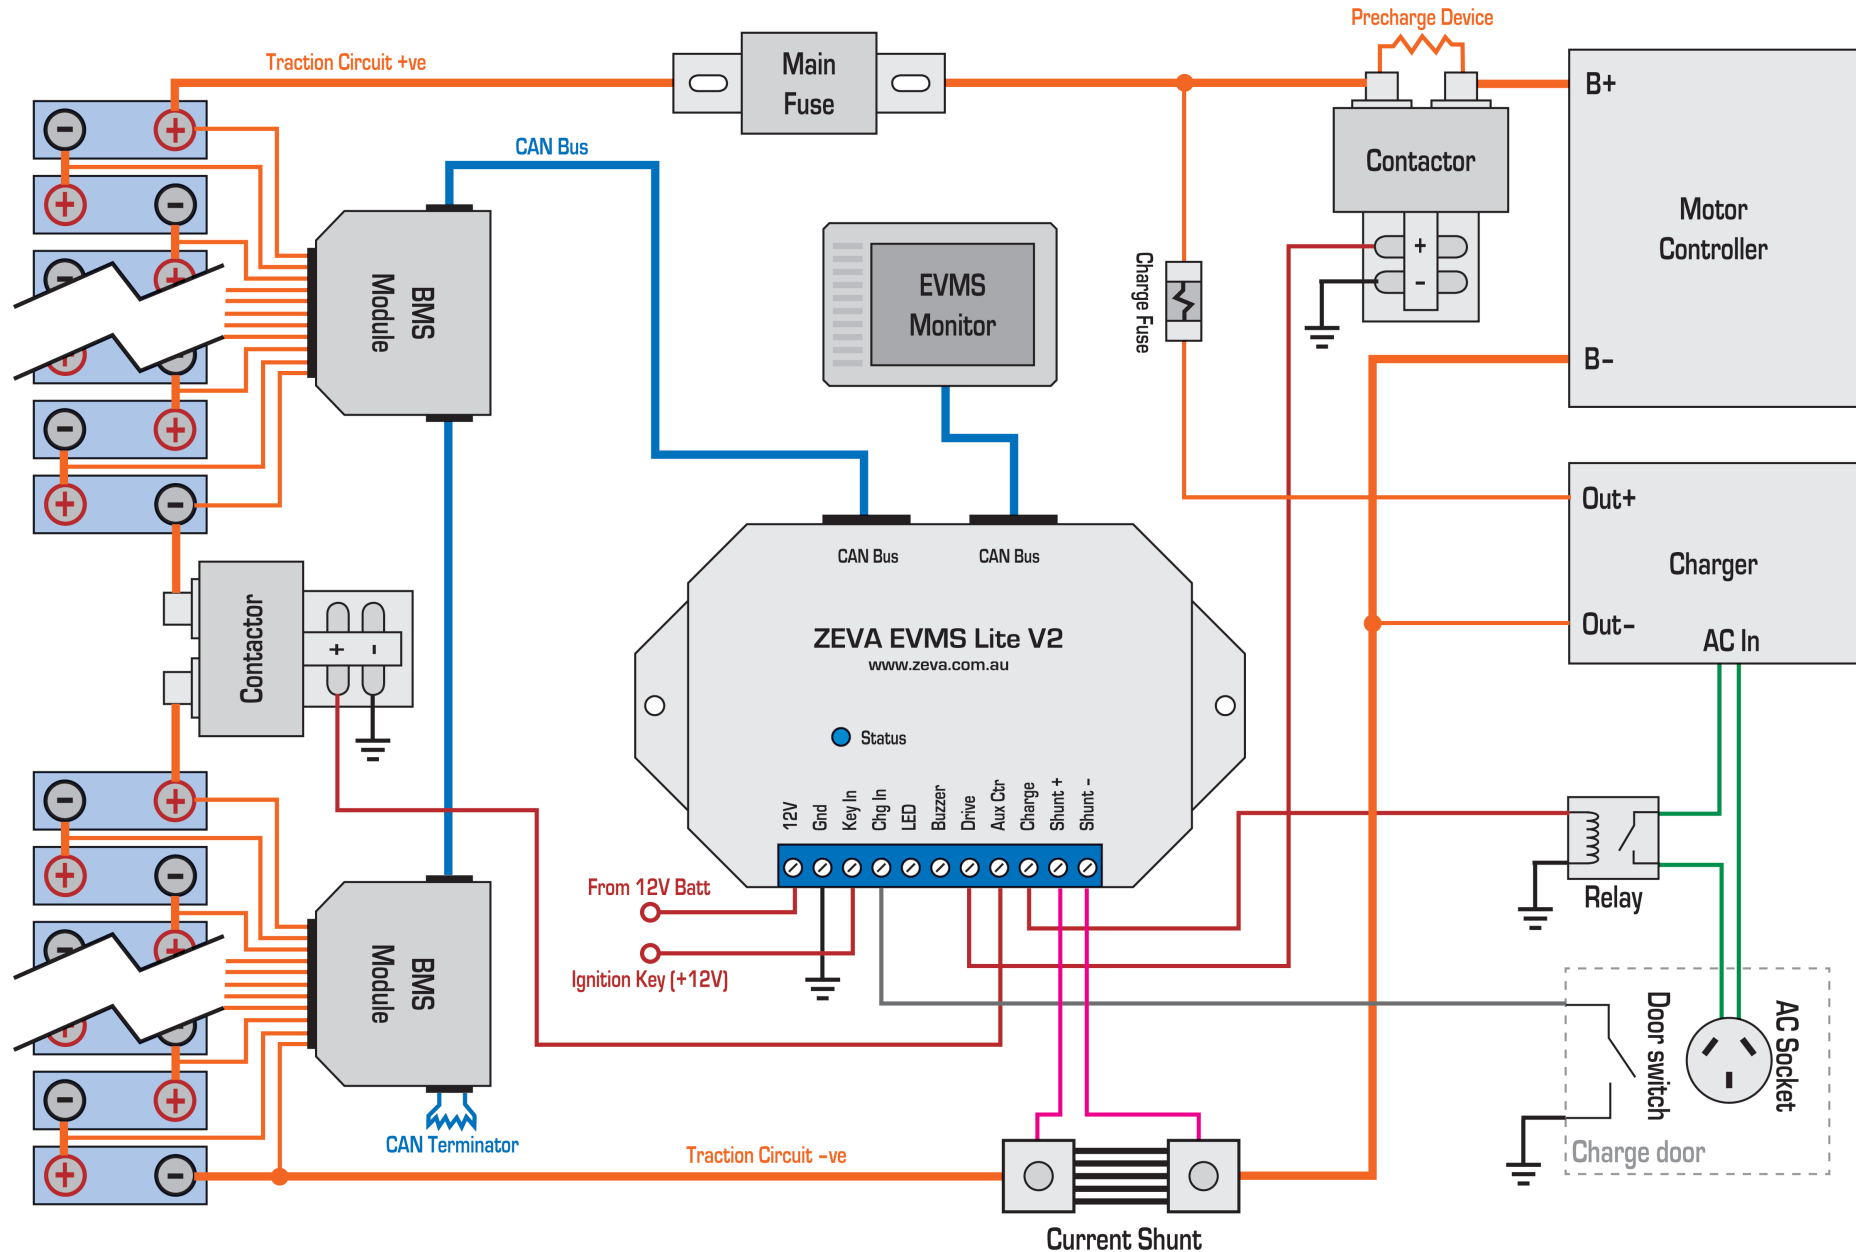 Precharge Device
Traction Circuit +ve
Main
Fuse
B+
CAN Bus
Contactor
Motor
Controller
+
-
BMS
Module
EVMS
Monitor
Charge Fuse
B-
Out+
CAN Bus
CAN Bus
Charger
Out-
AC In
ZEVA EVMS Lite V2
www.zeva.com.au
Contactor
+
-
Status
12V
Gnd
Key In
Chg In
LED
Buzzer
Drive
Aux Ctr
Charge
Shunt +
Shunt -
From 12V Batt
Ignition Key (+12V)
Relay
BMS
Module
Door switch
AC Socket
Charge door
CAN Terminator
Traction Circuit -ve
Current Shunt